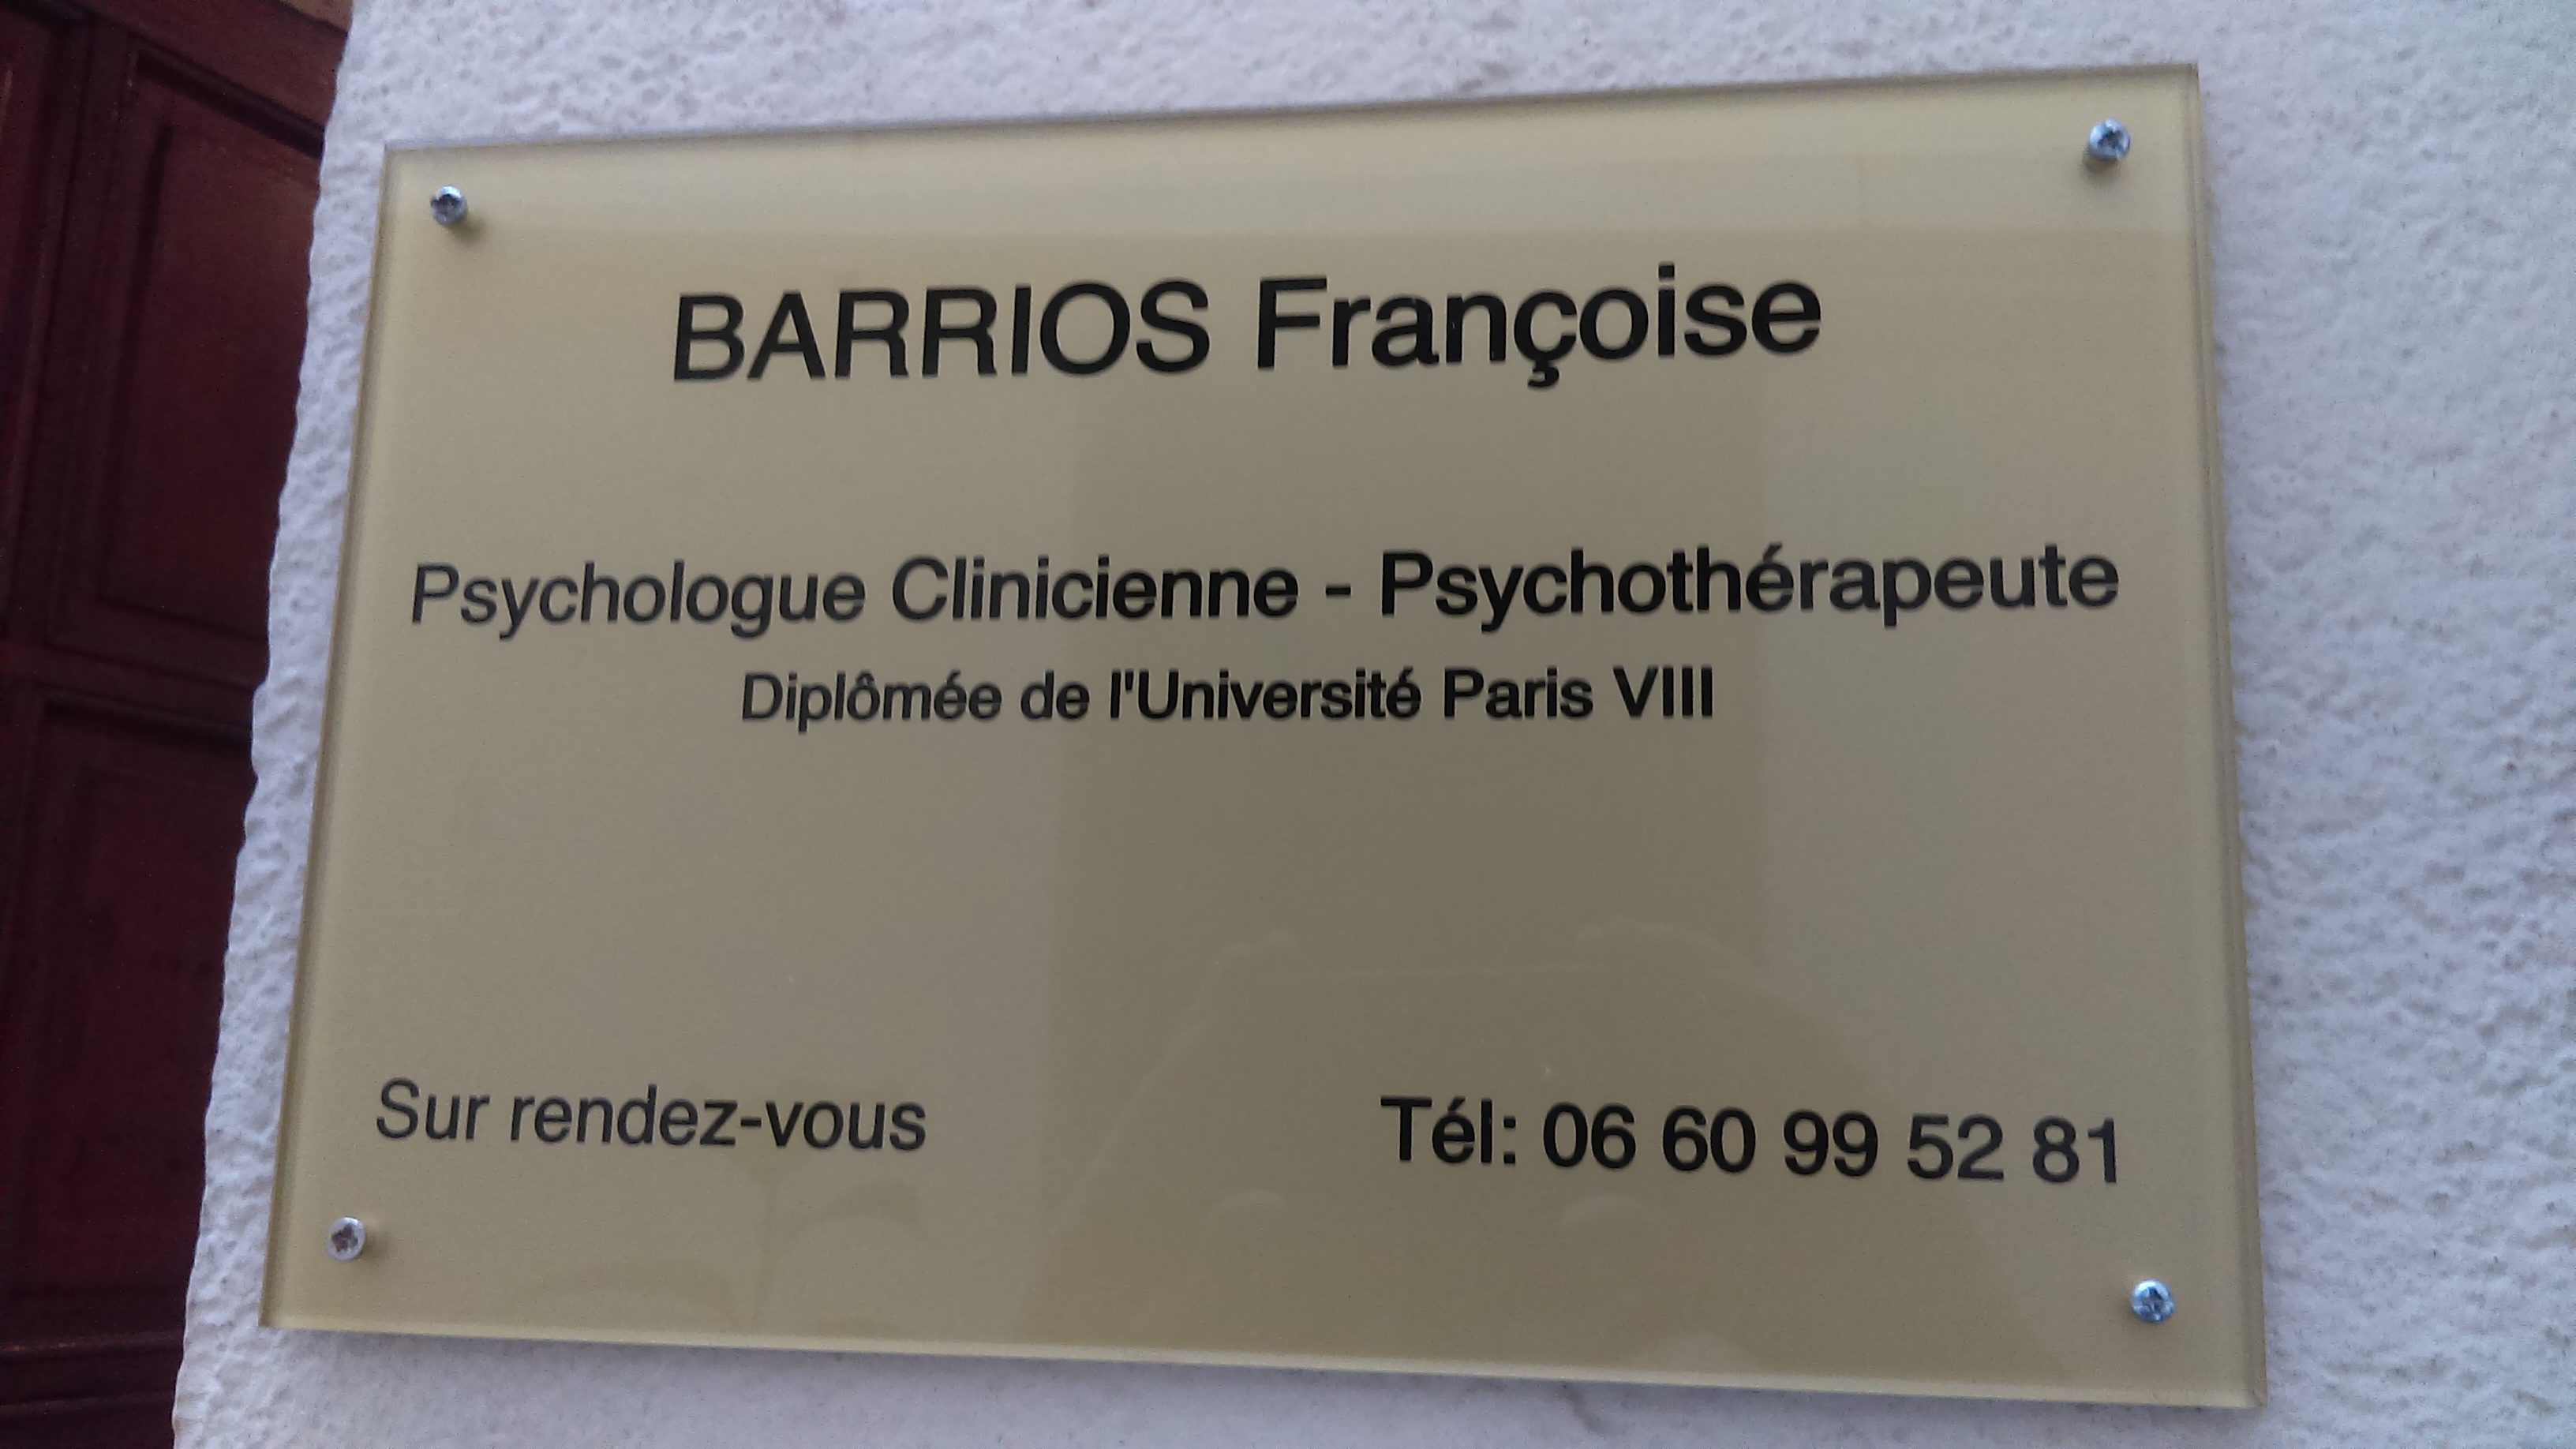 BARRIOS Françoise
Psychologue Clinicienne - Psychothérapeute
Diplômée de l'Université Paris VIII
Sur rendez-vous Tél: 06 60 99 52 81